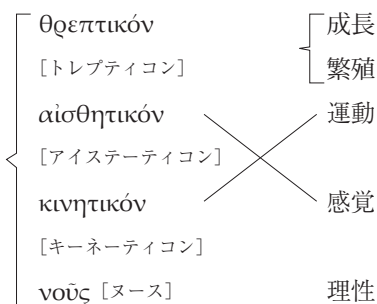 θρεπτικόν 成長
[トレプティコン] 繁殖
αἰσθητικόν 運動
[アイステーティコン]
κινητικόν 感覚
[キーネーティコン]
νοῦς [ヌース] 理性